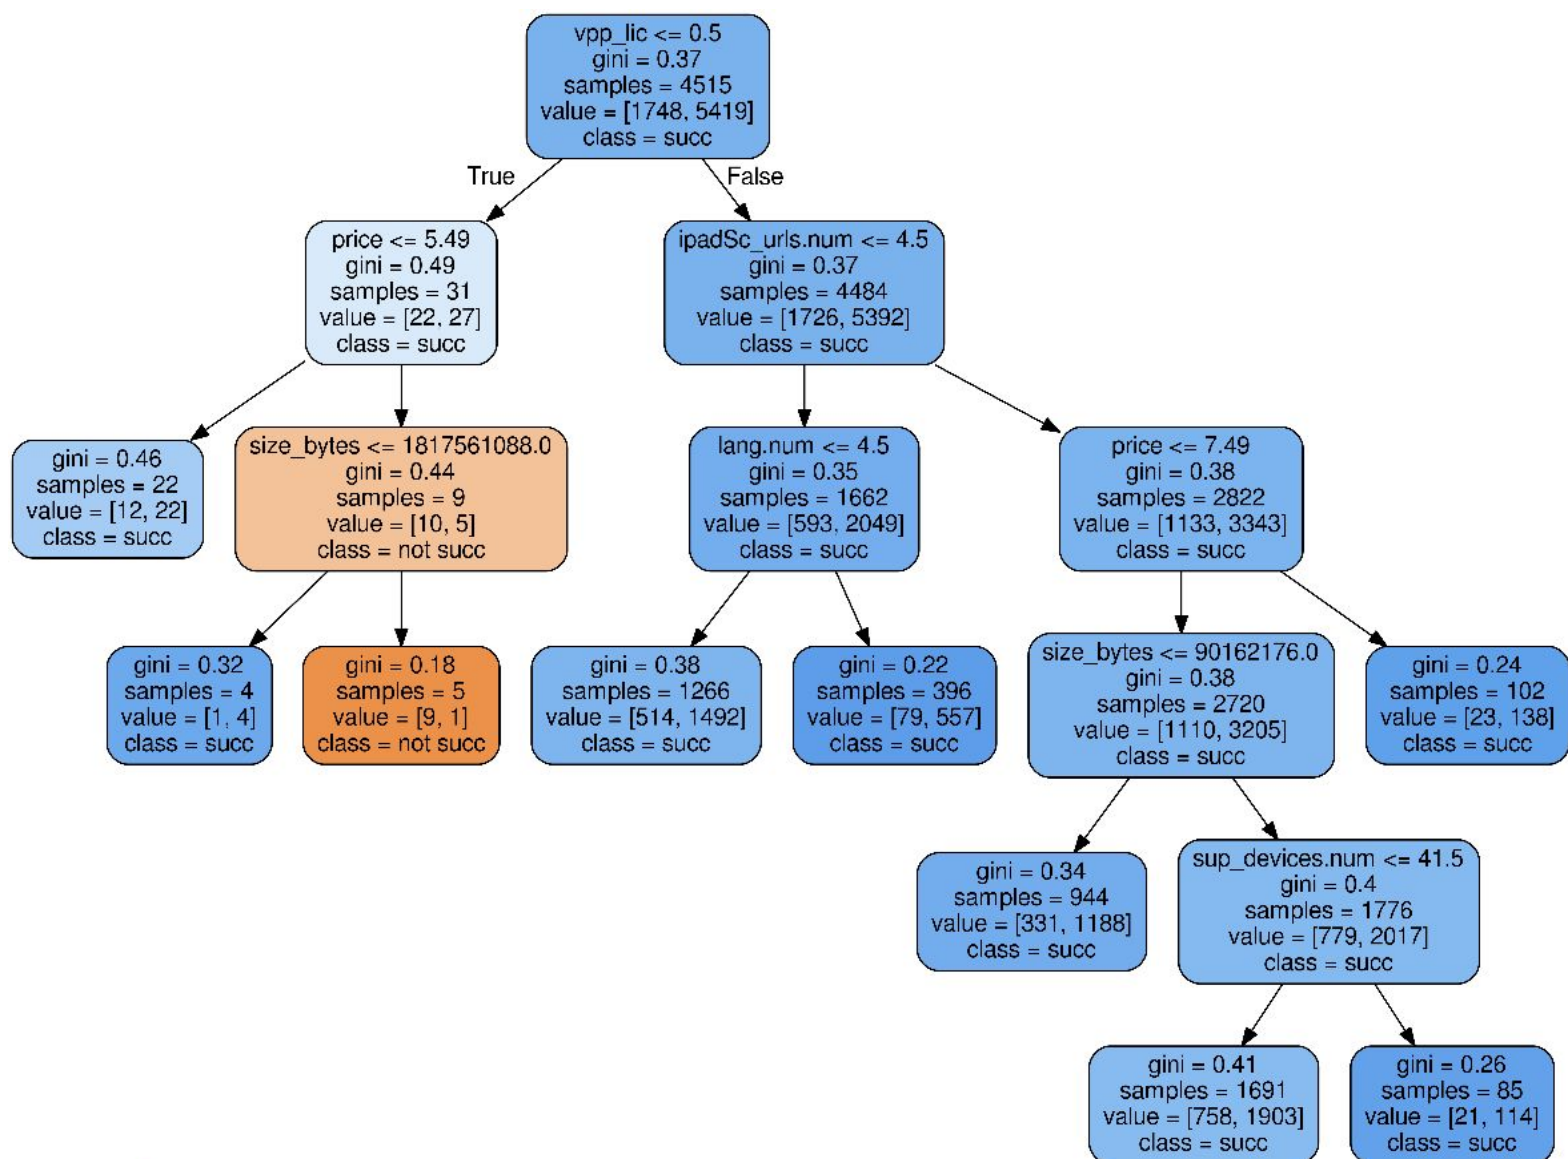 vpp_lic <= 0.5
gini = 0.37
samples = 4515
value = [1748, 5419]
class = succ
True
False
price <= 5.49
gini = 0.49
samples = 31
value = [22, 27]
class = succ
ipadSc_urls.num <= 4.5
gini = 0.37
samples = 4484
value = [1726, 5392]
class = succ
gini = 0.46
samples = 22
value = [12, 22]
class = succ
size_bytes <= 1817561088.0
gini = 0.44
samples = 9
value = [10, 5]
class = not succ
lang.num <= 4.5
gini = 0.35
samples = 1662
value = [593, 2049]
class = succ
price <= 7.49
gini = 0.38
samples = 2822
value = [1133, 3343]
class = succ
gini = 0.32
samples = 4
value = [1, 4]
class = succ
gini = 0.18
samples = 5
value = [9, 1]
class = not succ
gini = 0.38
samples = 1266
value = [514, 1492]
class = succ
gini = 0.22
samples = 396
value = [79, 557]
class = succ
size_bytes <= 90162176.0
gini = 0.38
samples = 2720
value = [1110, 3205]
class = succ
gini = 0.24
samples = 102
value = [23, 138]
class = succ
gini = 0.34
samples = 944
value = [331, 1188]
class = succ
sup_devices.num <= 41.5
gini = 0.4
samples = 1776
value = [779, 2017]
class = succ
gini = 0.41
samples = 1691
value = [758, 1903]
class = succ
gini = 0.26
samples = 85
value = [21, 114]
class = succ